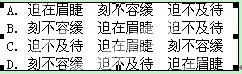 A. 迫在眉睫 刻不容缓 迫不及待
B. 刻不容缓 迫在眉睫 迫不及待
C. 迫不及待 迫在眉睫 刻不容缓
D. 刻不容缓 迫不及待 迫在眉睫